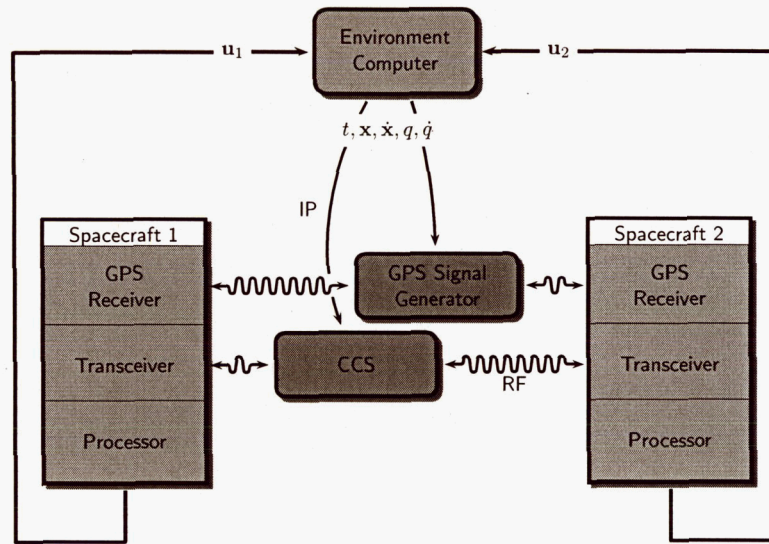 Environment
Computer
u₁
u₂
t, x, ẋ, q, q̇
IP
Spacecraft 1
GPS
Receiver
Transceiver
Processor
GPS Signal
Generator
CCS
RF
Spacecraft 2
GPS
Receiver
Transceiver
Processor